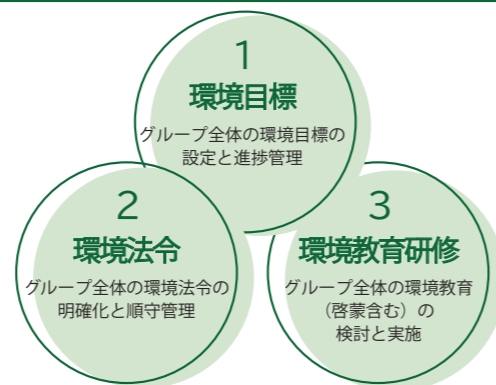 1
環境目標
グループ全体の環境目標の
設定と進捗管理
2
環境法令
グループ全体の環境法令の
明確化と順守管理
3
環境教育研修
グループ全体の環境教育
（啓蒙含む）の
検討と実施